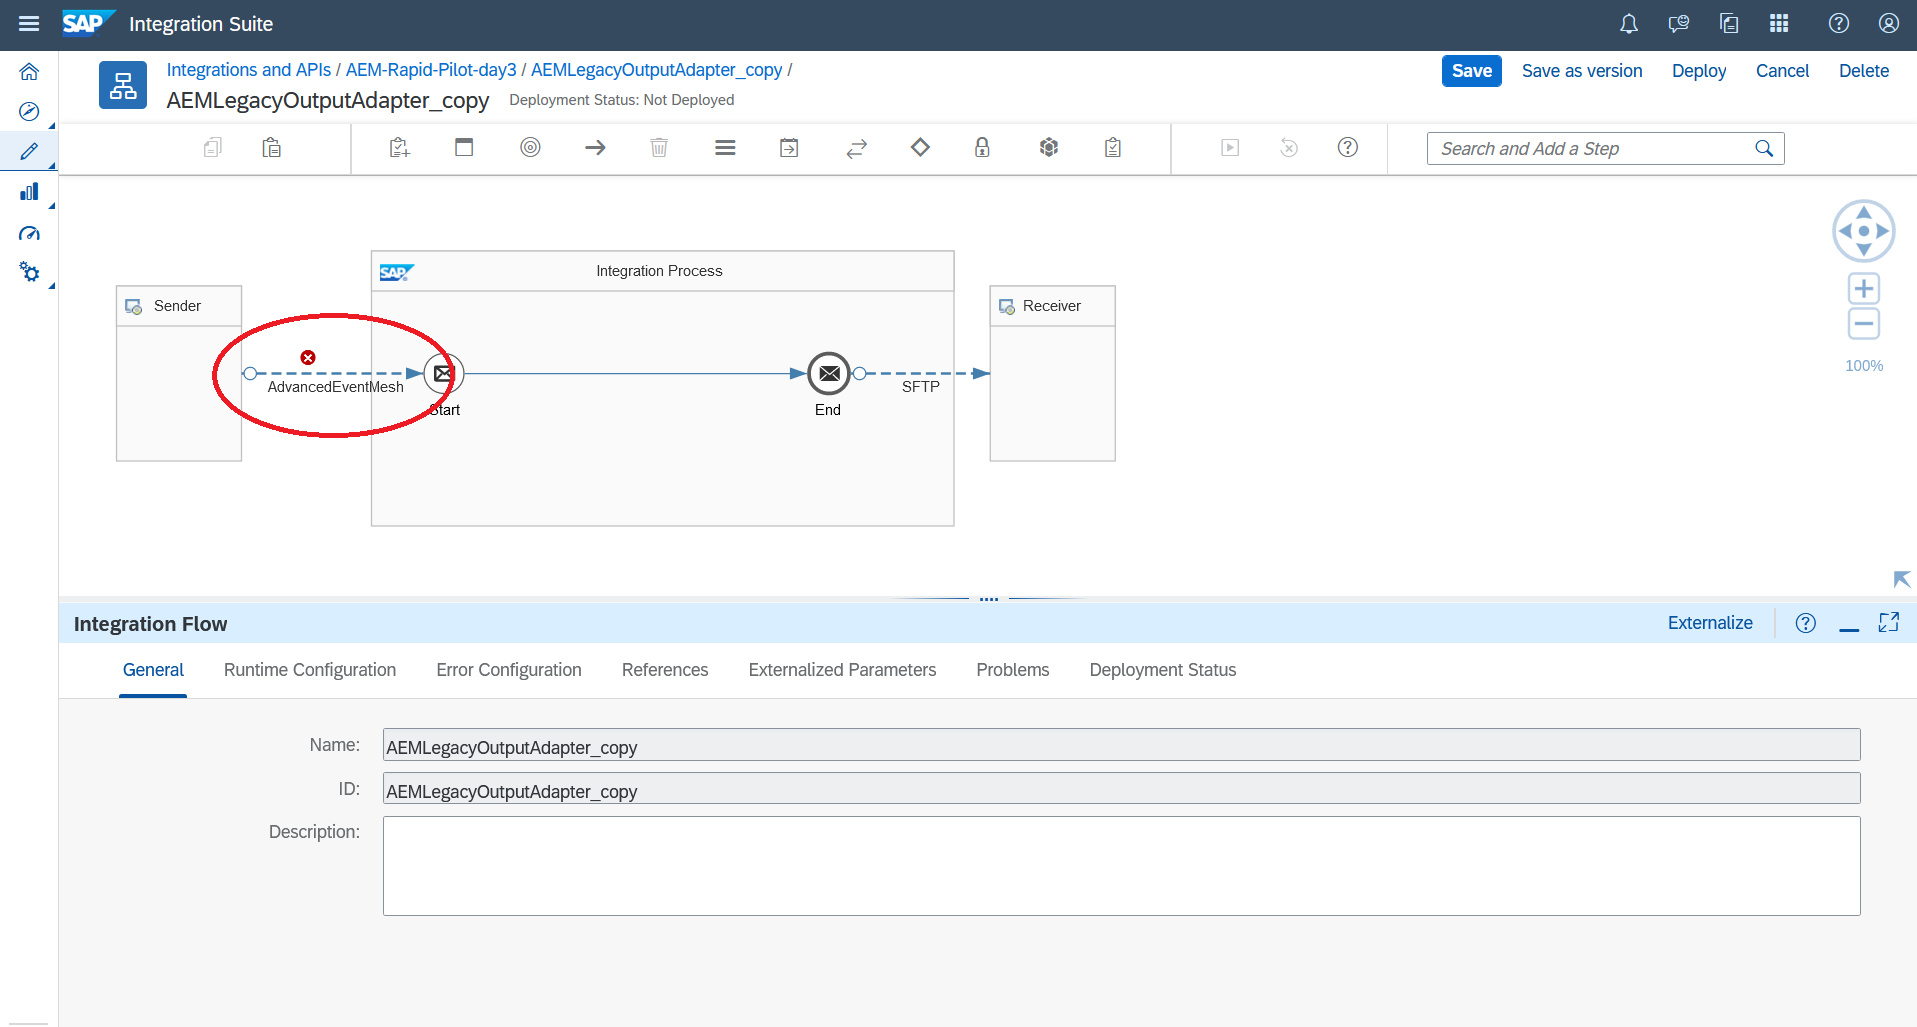 SAP Integration Suite
Integrations and APIs / AEM-Rapid-Pilot-day3 / AEMLegacyOutputAdapter_copy /
AEMLegacyOutputAdapter_copy Deployment Status: Not Deployed
Save Save as version Deploy Cancel Delete
Search and Add a Step
SAP Integration Process
Sender
Receiver
AdvancedEventMesh
SFTP
Start
End
100%
Integration Flow
Externalize
General Runtime Configuration Error Configuration References Externalized Parameters Problems Deployment Status
Name: AEMLegacyOutputAdapter_copy
ID: AEMLegacyOutputAdapter_copy
Description: